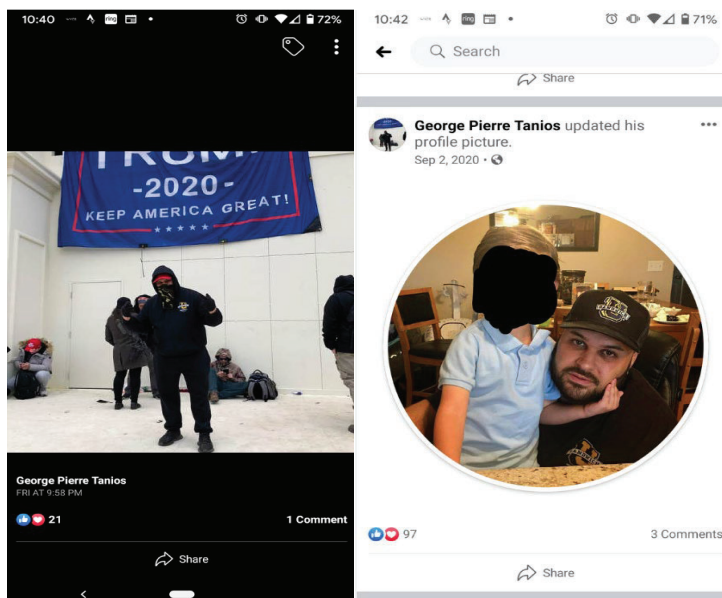 10:40
ring
72%
TRUMP
-2020-
KEEP AMERICA GREAT!
George Pierre Tanios
FRI AT 9:58 PM
21
1 Comment
Share
10:42
ring
71%
Search
Share
George Pierre Tanios updated his
profile picture.
Sep 2, 2020
97
3 Comments
Share